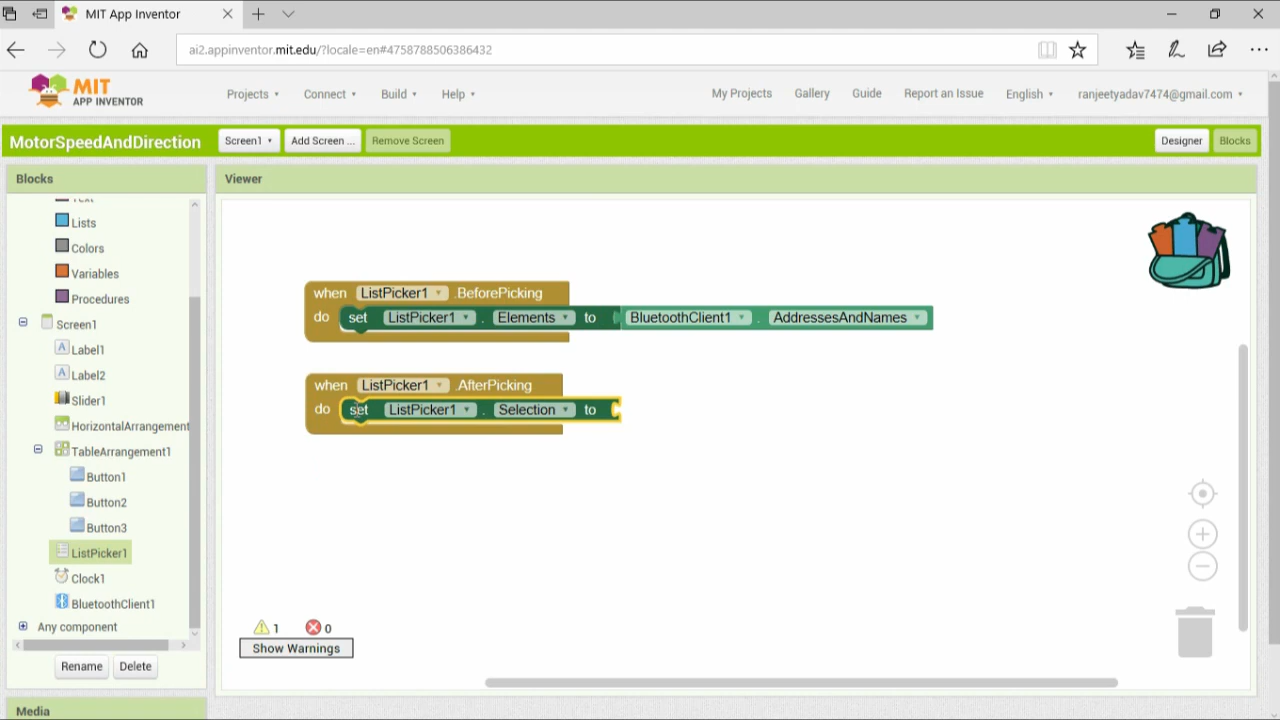 MIT App Inventor
ai2.appinventor.mit.edu/?locale=en#4758788506386432
MIT
APP INVENTOR
Projects Connect Build Help My Projects Gallery Guide Report an Issue English ranjeetyadav7474@gmail.com
MotorSpeedAndDirection Screen1 Add Screen ... Remove Screen Designer Blocks
Blocks
Viewer
Text
Lists
Colors
Variables
Procedures
Screen1
Label1
Label2
Slider1
HorizontalArrangement
TableArrangement1
Button1
Button2
Button3
ListPicker1
Clock1
BluetoothClient1
Any component
Rename Delete
Media
when ListPicker1 .BeforePicking
do set ListPicker1 . Elements to BluetoothClient1 . AddressesAndNames
when ListPicker1 .AfterPicking
do set ListPicker1 . Selection to
1 0
Show Warnings